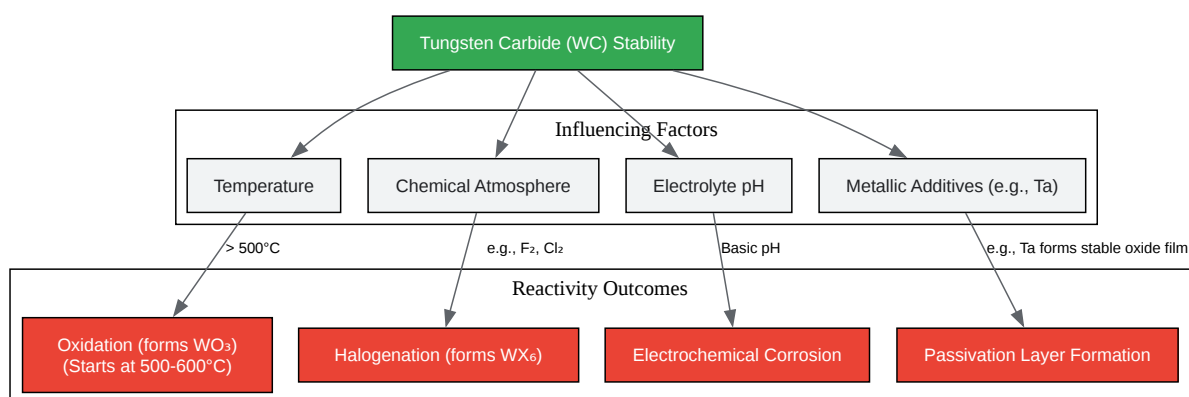 Tungsten Carbide (WC) Stability
Influencing Factors
Temperature
Chemical Atmosphere
Electrolyte pH
Metallic Additives (e.g., Ta)
> 500°C
e.g., F₂, Cl₂
Basic pH
e.g., Ta forms stable oxide film
Reactivity Outcomes
Oxidation (forms WO₃)
(Starts at 500-600°C)
Halogenation (forms WX₆)
Electrochemical Corrosion
Passivation Layer Formation